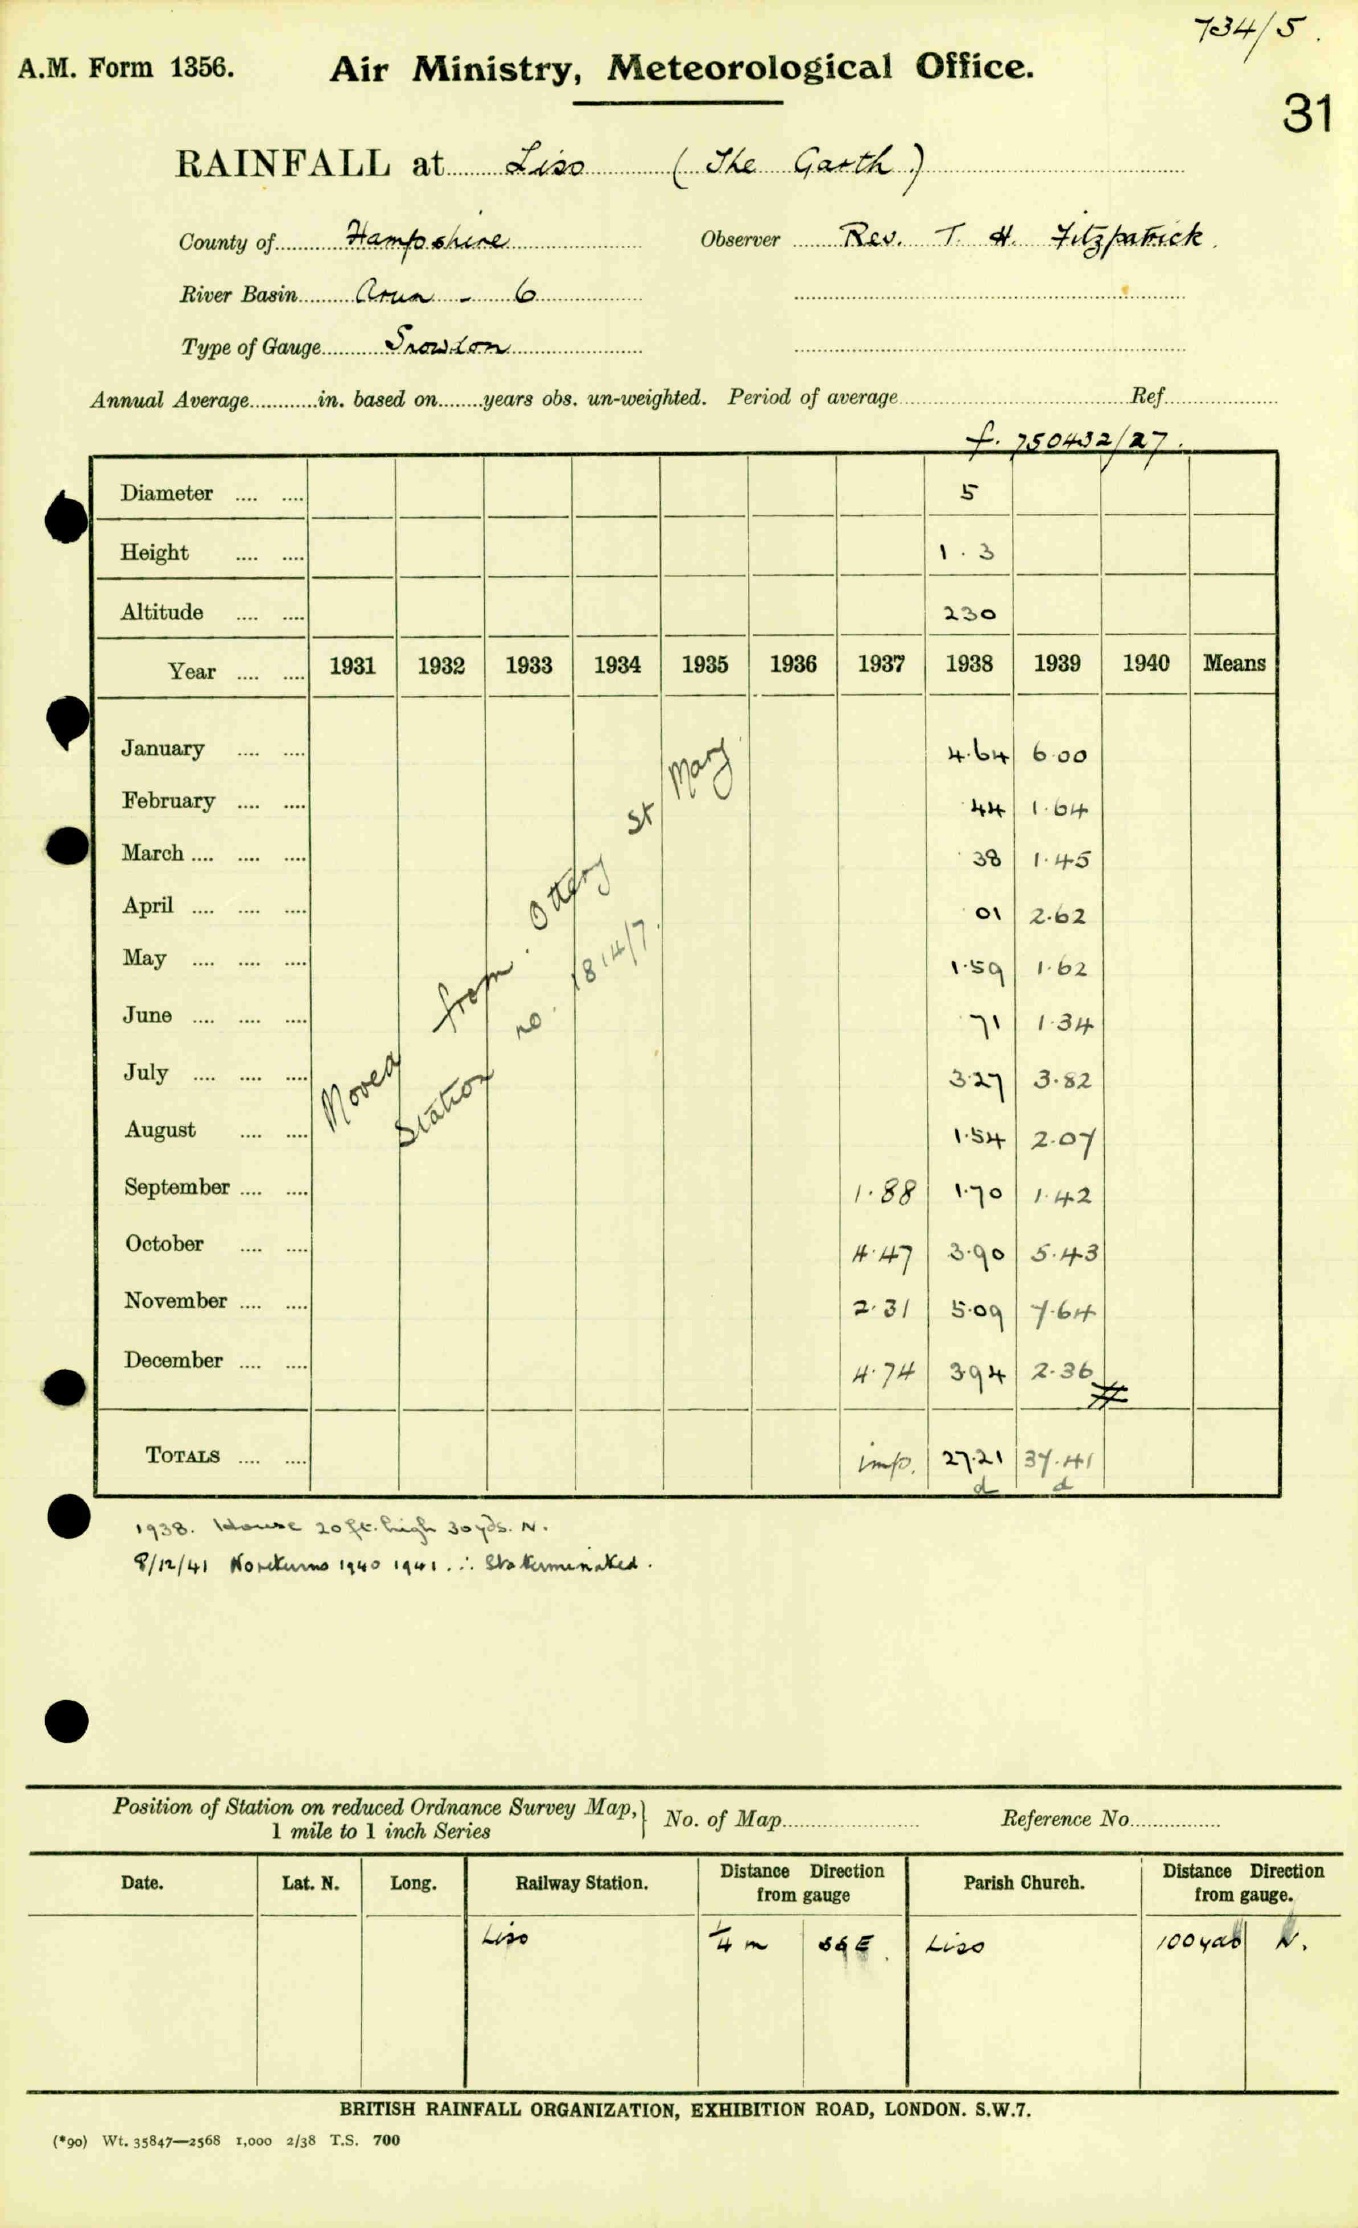 734/5.
A.M. Form 1356. Air Ministry, Meteorological Office.
31
RAINFALL at Liss (The Garth)
County of Hampshire Observer Rev. T. H. Fitzpatrick.
River Basin Arun - 6
Type of Gauge Snowdon
Annual Average............in. based on........years obs. un-weighted. Period of average Ref
f. 750432/27.
Diameter .... .... 5
Height .... .... 1.3
Altitude .... .... 230
Year .... .... 1931 1932 1933 1934 1935 1936 1937 1938 1939 1940 Means
January .... .... 4.64 6.00
February .... .... .44 1.64
March .... .... .... .38 1.45
April .... .... .... .01 2.62
May .... .... .... 1.59 1.62
June .... .... .... .71 1.34
July .... .... .... 3.27 3.82
August .... .... 1.54 2.07
September .... .... 1.88 1.70 1.42
October .... .... 4.47 3.90 5.43
November .... .... 2.31 5.09 7.64
December .... .... 4.74 3.94 2.36
Moved from Ottery St Mary
Station no. 1814/7.
TOTALS .... .... imp. 27.21 37.41
d d
1938. House 20 ft. high 30 yds. N.
8/12/41 No returns 1940 1941 ∴ Sta terminated.
Position of Station on reduced Ordnance Survey Map, } No. of Map Reference No
1 mile to 1 inch Series
Date. Lat. N. Long. Railway Station. Distance Direction from gauge Parish Church. Distance Direction from gauge.
Liss 1/4 m SSE. Liss 100 yds N.
BRITISH RAINFALL ORGANIZATION, EXHIBITION ROAD, LONDON. S.W.7.
(*90) Wt. 35847—2568 1,000 2/38 T.S. 700